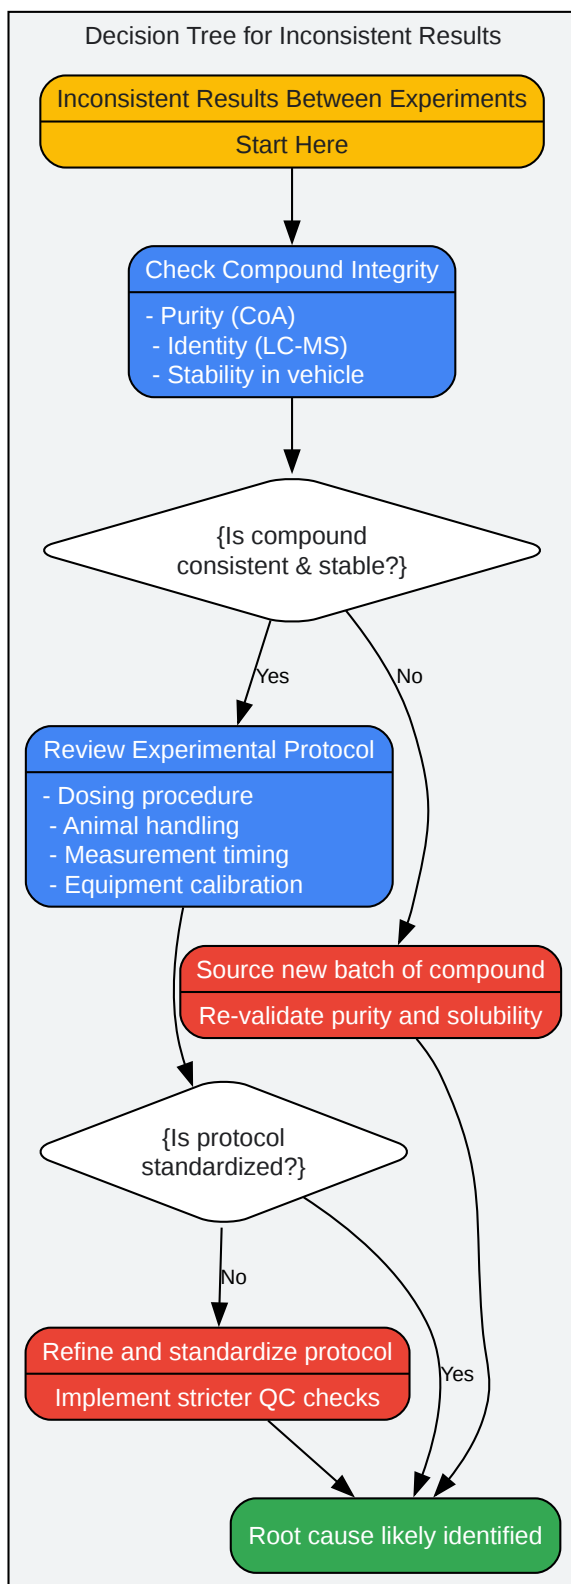 Decision Tree for Inconsistent Results
Inconsistent Results Between Experiments
Start Here
Check Compound Integrity
- Purity (CoA)
- Identity (LC-MS)
- Stability in vehicle
{Is compound
consistent & stable?}
Yes
No
Review Experimental Protocol
- Dosing procedure
- Animal handling
- Measurement timing
- Equipment calibration
Source new batch of compound
Re-validate purity and solubility
{Is protocol
standardized?}
No
Yes
Refine and standardize protocol
Implement stricter QC checks
Root cause likely identified